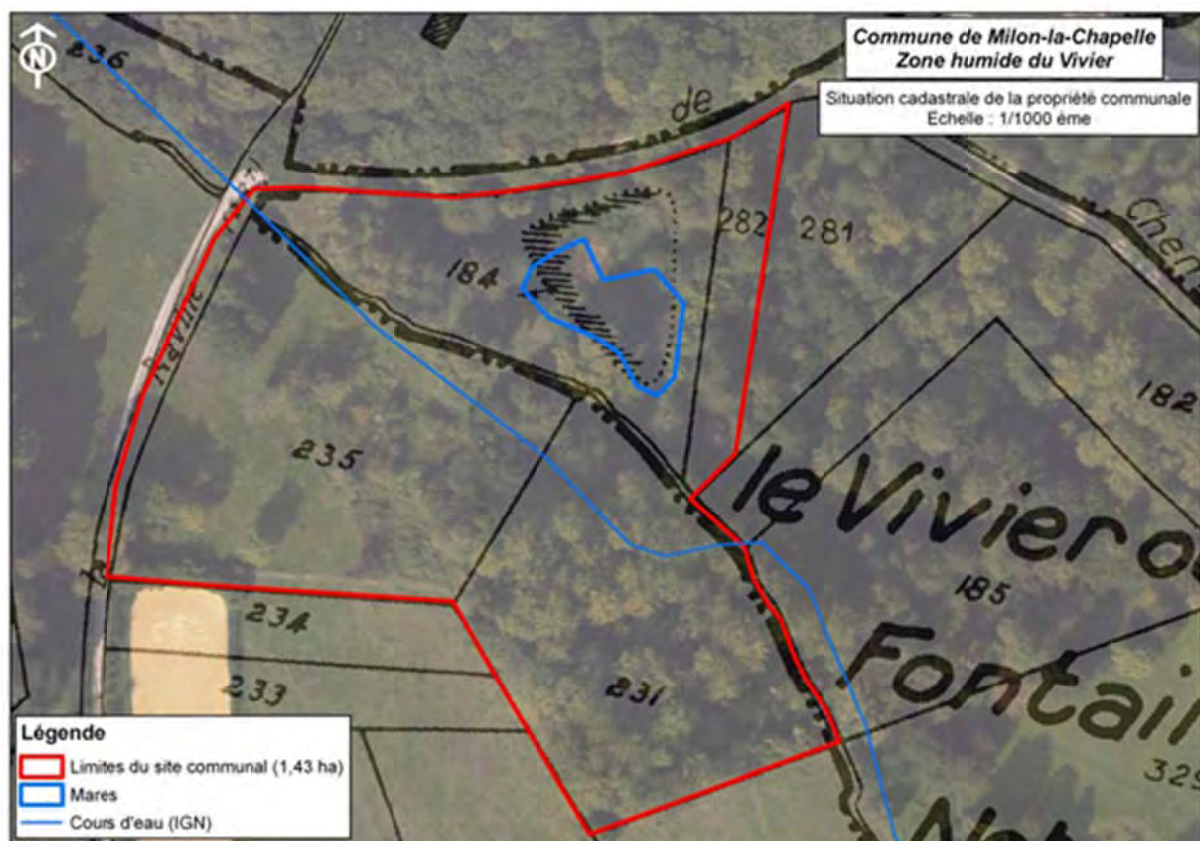 Commune de Milon-la-Chapelle
Zone humide du Vivier
Situation cadastrale de la propriété communale
Echelle : 1/1000 ème
N
236
de
282
281
184
182
235
le Vivier ou
185
234
Fontain
233
231
329
Légende
Limites du site communal (1,43 ha)
Mares
Cours d'eau (IGN)